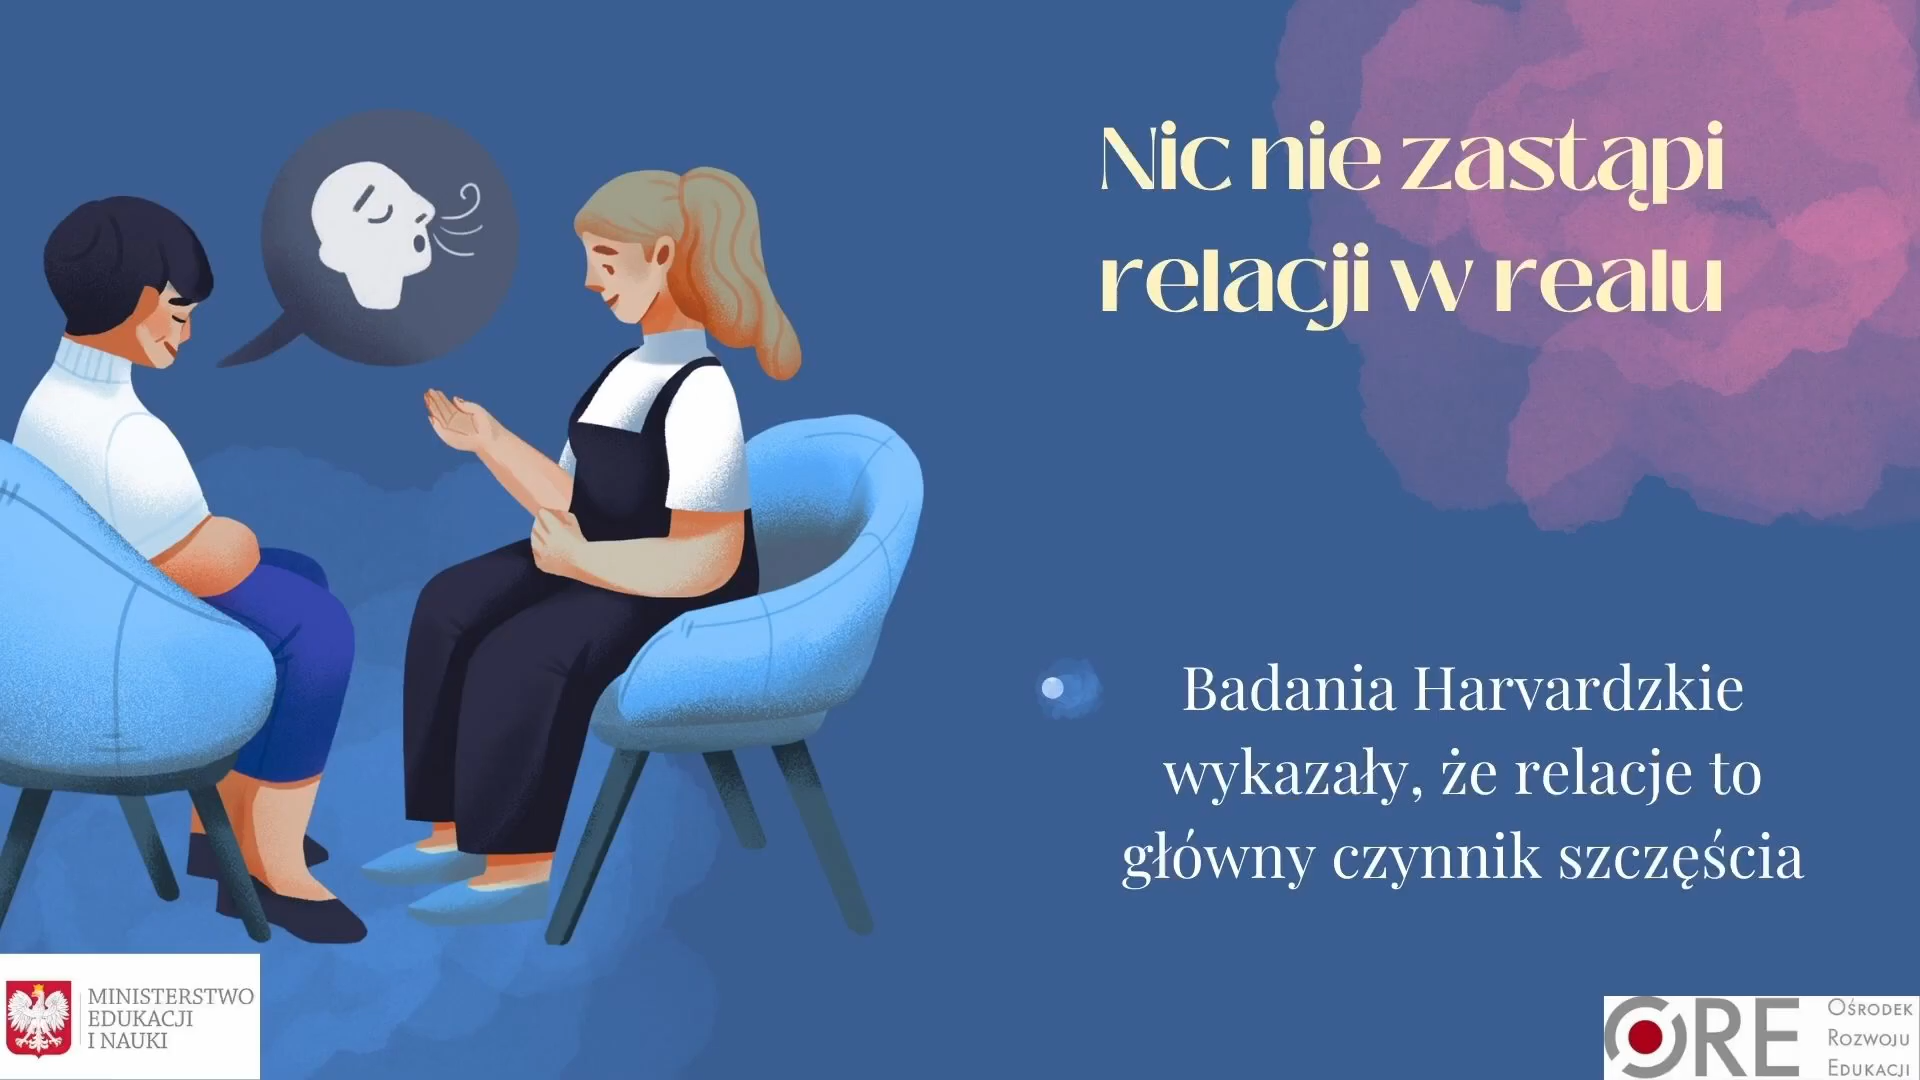 Nic nie zastąpi
relacji w realu
Badania Harvardzkie
wykazały, że relacje to
główny czynnik szczęścia
MINISTERSTWO
EDUKACJI
I NAUKI
ORE
OŚRODEK
ROZWOJU
EDUKACJI